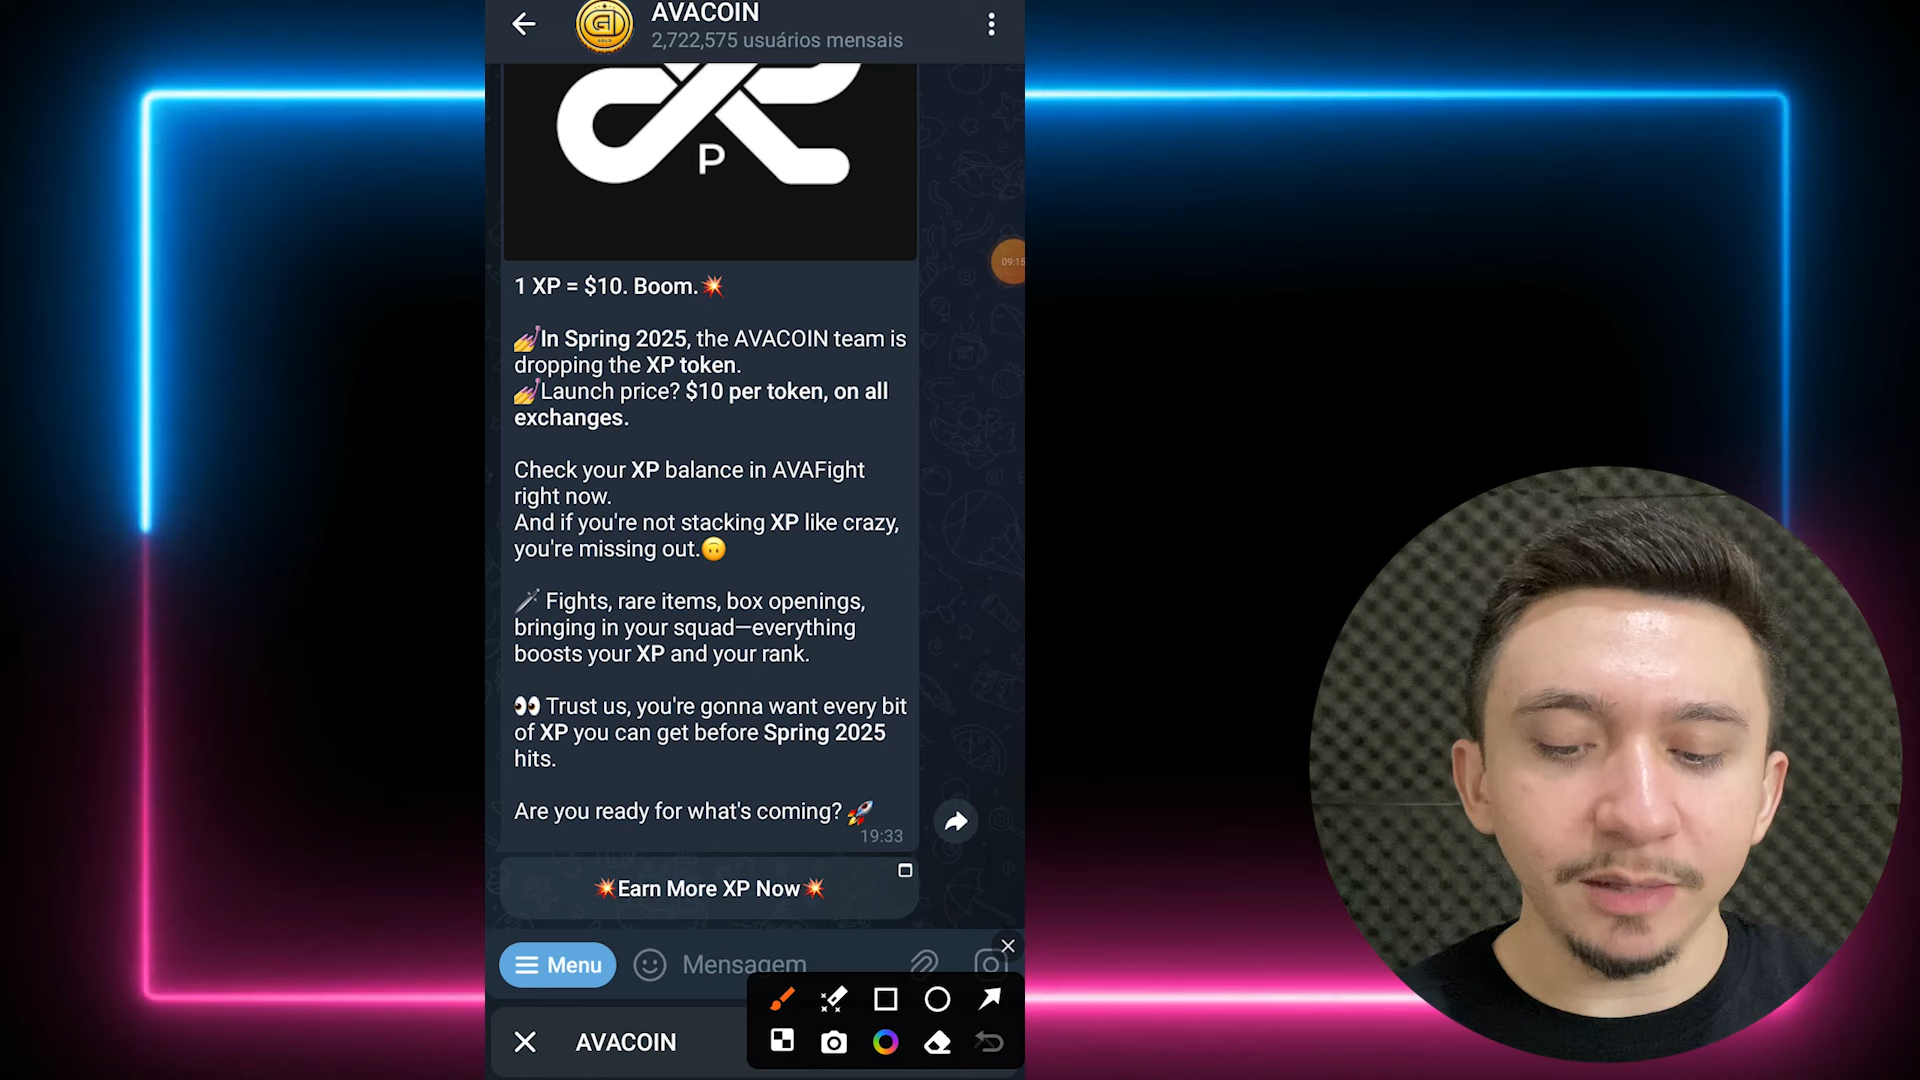 AVACOIN
2,722,575 usuários mensais
P
09:15
1 XP = $10. Boom.💥
💅In Spring 2025, the AVACOIN team is
dropping the XP token.
💅Launch price? $10 per token, on all
exchanges.
Check your XP balance in AVAFight
right now.
And if you're not stacking XP like crazy,
you're missing out.🙃
🗡 Fights, rare items, box openings,
bringing in your squad—everything
boosts your XP and your rank.
👀 Trust us, you're gonna want every bit
of XP you can get before Spring 2025
hits.
Are you ready for what's coming? 🚀
19:33
💥Earn More XP Now💥
Menu
Mensagem
AVACOIN